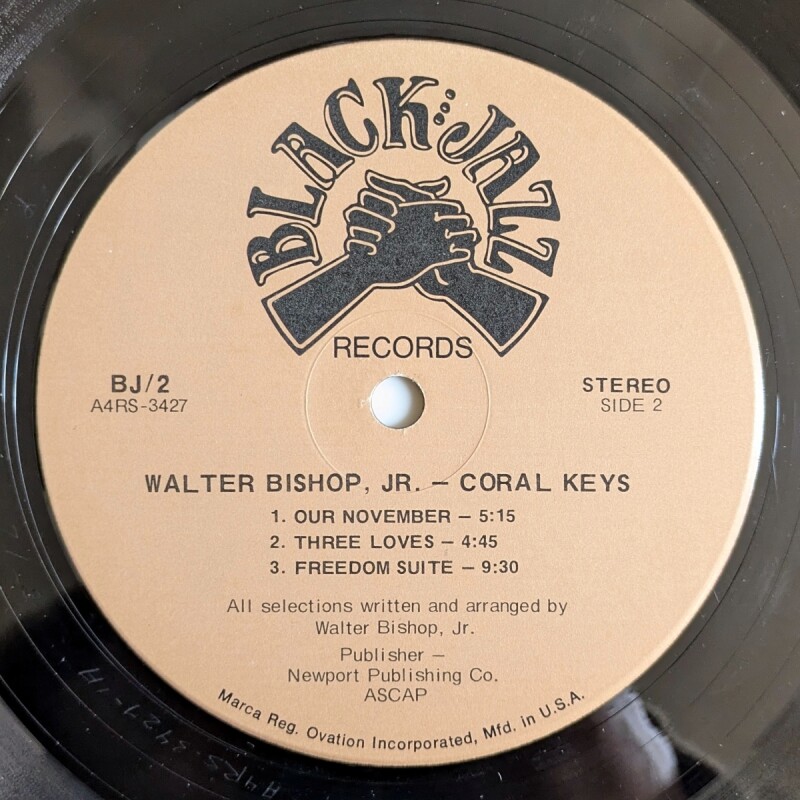 BLACK JAZZ
RECORDS
BJ/2
A4RS-3427
STEREO
SIDE 2
WALTER BISHOP, JR. — CORAL KEYS
1. OUR NOVEMBER — 5:15
2. THREE LOVES — 4:45
3. FREEDOM SUITE — 9:30
All selections written and arranged by
Walter Bishop, Jr.
Publisher —
Newport Publishing Co.
ASCAP
Marca Reg. Ovation Incorporated, Mfd. in U.S.A.